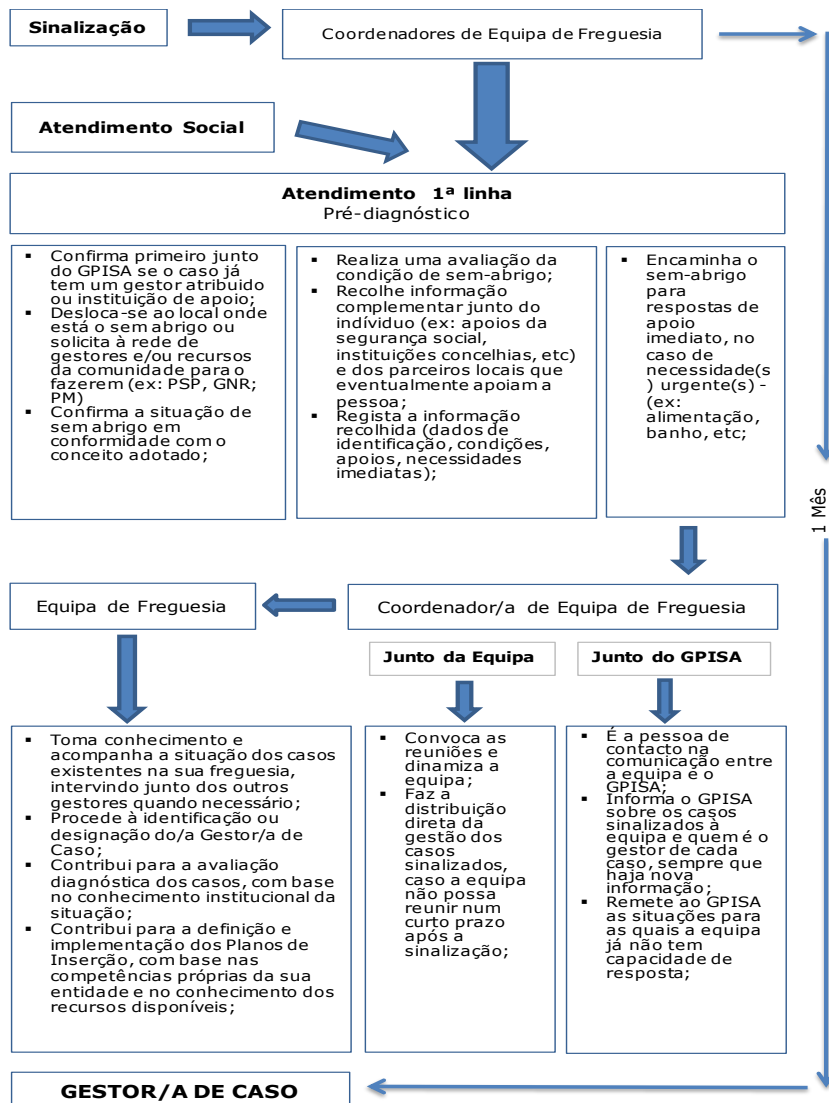 Sinalização
Coordenadores de Equipa de Freguesia
Atendimento Social
Atendimento 1ª linha
Pré-diagnóstico
▪ Confirma primeiro junto
do GPISA se o caso já
tem um gestor atribuido
ou instituição de apoio;
▪ Desloca-se ao local onde
está o sem abrigo ou
solicita à rede de
gestores e/ou recursos
da comunidade para o
fazerem (ex: PSP, GNR;
PM)
▪ Confirma a situação de
sem abrigo em
conformidade com o
conceito adotado;
▪ Realiza uma avaliação da
condição de sem-abrigo;
▪ Recolhe informação
complementar junto do
indíviduo (ex: apoios da
segurança social,
instituições concelhias, etc)
e dos parceiros locais que
eventualmente apoiam a
pessoa;
▪ Regista a informação
recolhida (dados de
identificação, condições,
apoios, necessidades
imediatas);
▪ Encaminha o
sem-abrigo
para
respostas de
apoio
imediato, no
caso de
necessidade(s
) urgente(s) -
(ex:
alimentação,
banho, etc;
1 Mês
Equipa de Freguesia
Coordenador/a de Equipa de Freguesia
Junto da Equipa
Junto do GPISA
▪ Toma conhecimento e
acompanha a situação dos casos
existentes na sua freguesia,
intervindo junto dos outros
gestores quando necessário;
▪ Procede à identificação ou
designação do/a Gestor/a de
Caso;
▪ Contribui para a avaliação
diagnóstica dos casos, com base
no conhecimento institucional da
situação;
▪ Contribui para a definição e
implementação dos Planos de
Inserção, com base nas
competências próprias da sua
entidade e no conhecimento dos
recursos disponíveis;
▪ Convoca as
reuniões e
dinamiza a
equipa;
▪ Faz a
distribuição
direta da
gestão dos
casos
sinalizados,
caso a equipa
não possa
reunir num
curto prazo
após a
sinalização;
▪ É a pessoa de
contacto na
comunicação entre
a equipa é o
GPISA;
▪ Informa o GPISA
sobre os casos
sinalizados à
equipa e quem é o
gestor de cada
caso, sempre que
haja nova
informação;
▪ Remete ao GPISA
as situações para
as quais a equipa
já não tem
capacidade de
resposta;
GESTOR/A DE CASO